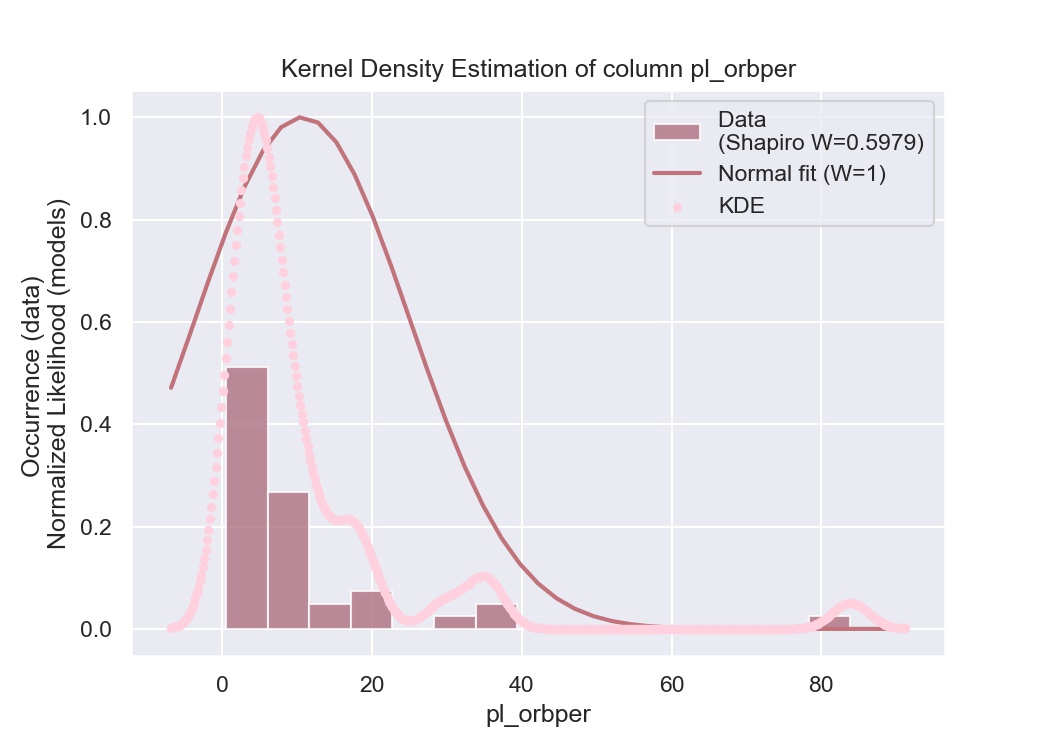 Kernel Density Estimation of column pl_orbper
Data
(Shapiro W=0.5979)
Normal fit (W=1)
KDE
Occurrence (data)
Normalized Likelihood (models)
1.0
0.8
0.6
0.4
0.2
0.0
0 20 40 60 80
pl_orbper